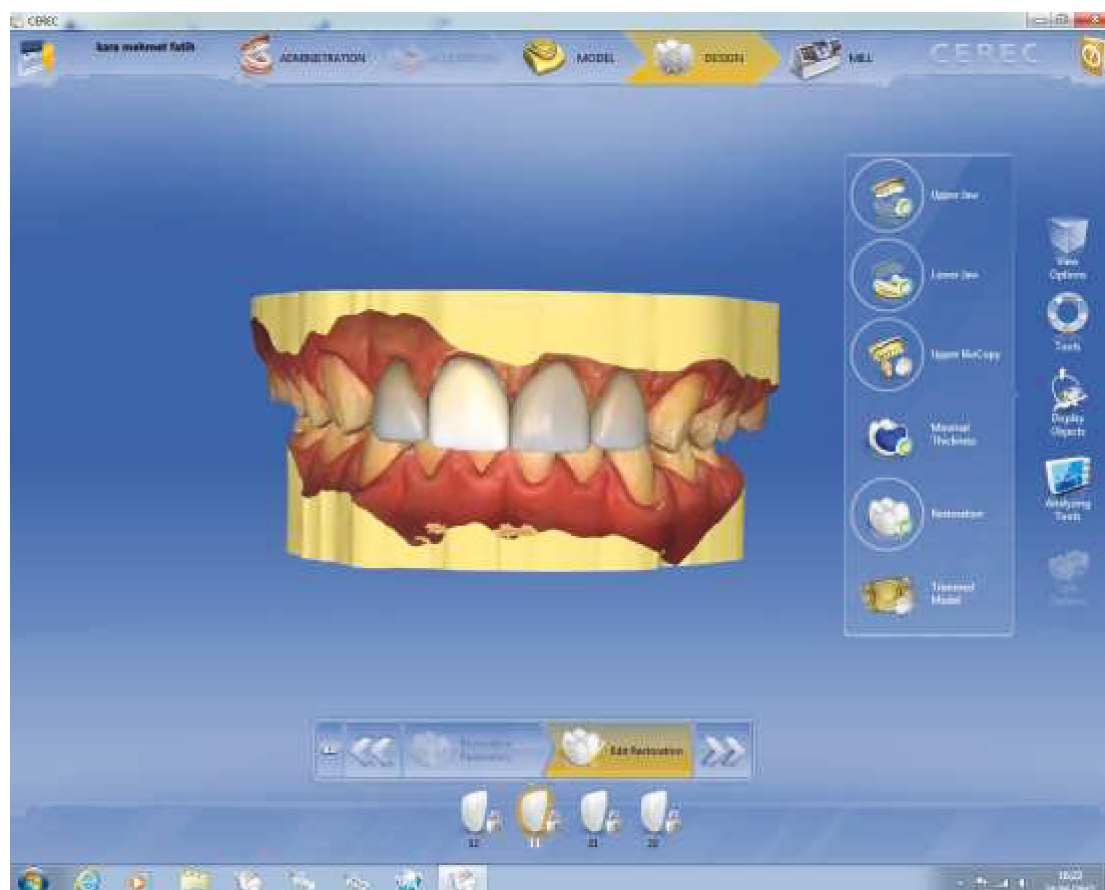 CEREC
kara mehmet fatih
ADMINISTRATION
MODEL
DESIGN
MILL
CEREC
Upper Jaw
Lower Jaw
Upper BioCopy
Minimal
Thickness
Restoration
Trimmed
Model
View
Options
Tools
Display
Objects
Analyzing
Tools
Edit Restoration
12
11
21
22